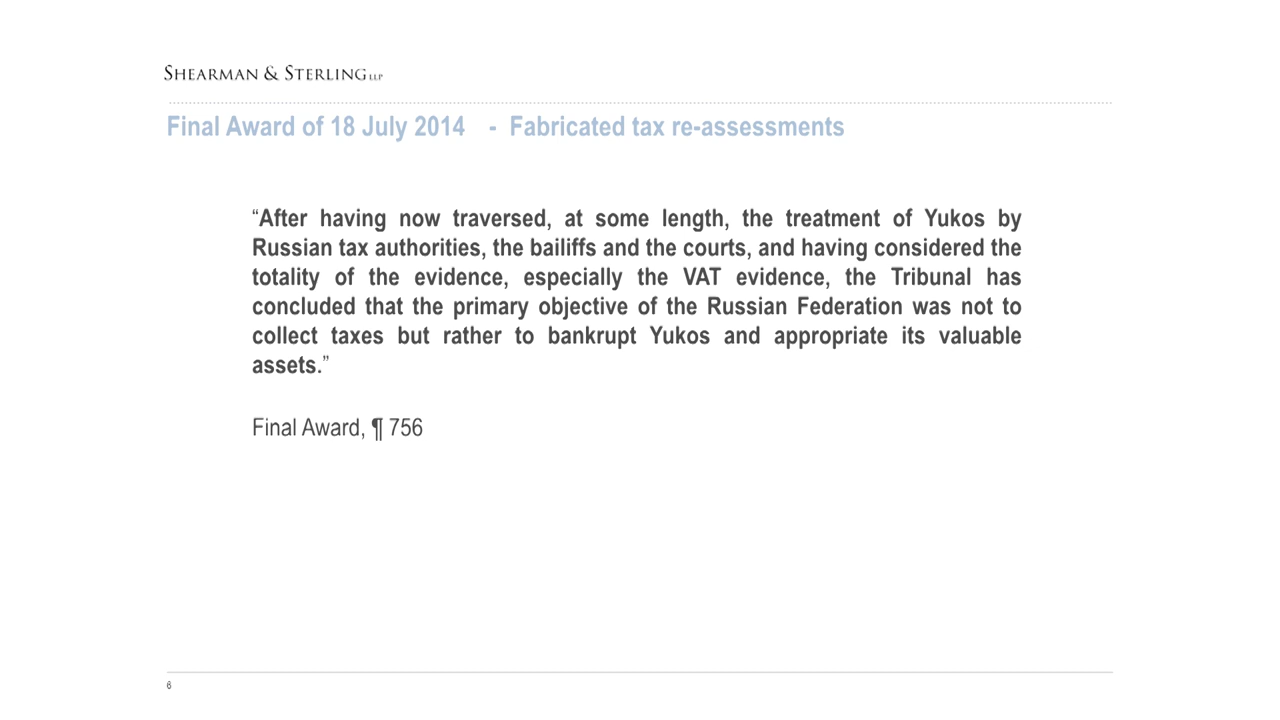 SHEARMAN & STERLING LLP
Final Award of 18 July 2014 - Fabricated tax re-assessments
“After having now traversed, at some length, the treatment of Yukos by
Russian tax authorities, the bailiffs and the courts, and having considered the
totality of the evidence, especially the VAT evidence, the Tribunal has
concluded that the primary objective of the Russian Federation was not to
collect taxes but rather to bankrupt Yukos and appropriate its valuable
assets.”
Final Award, ¶ 756
6